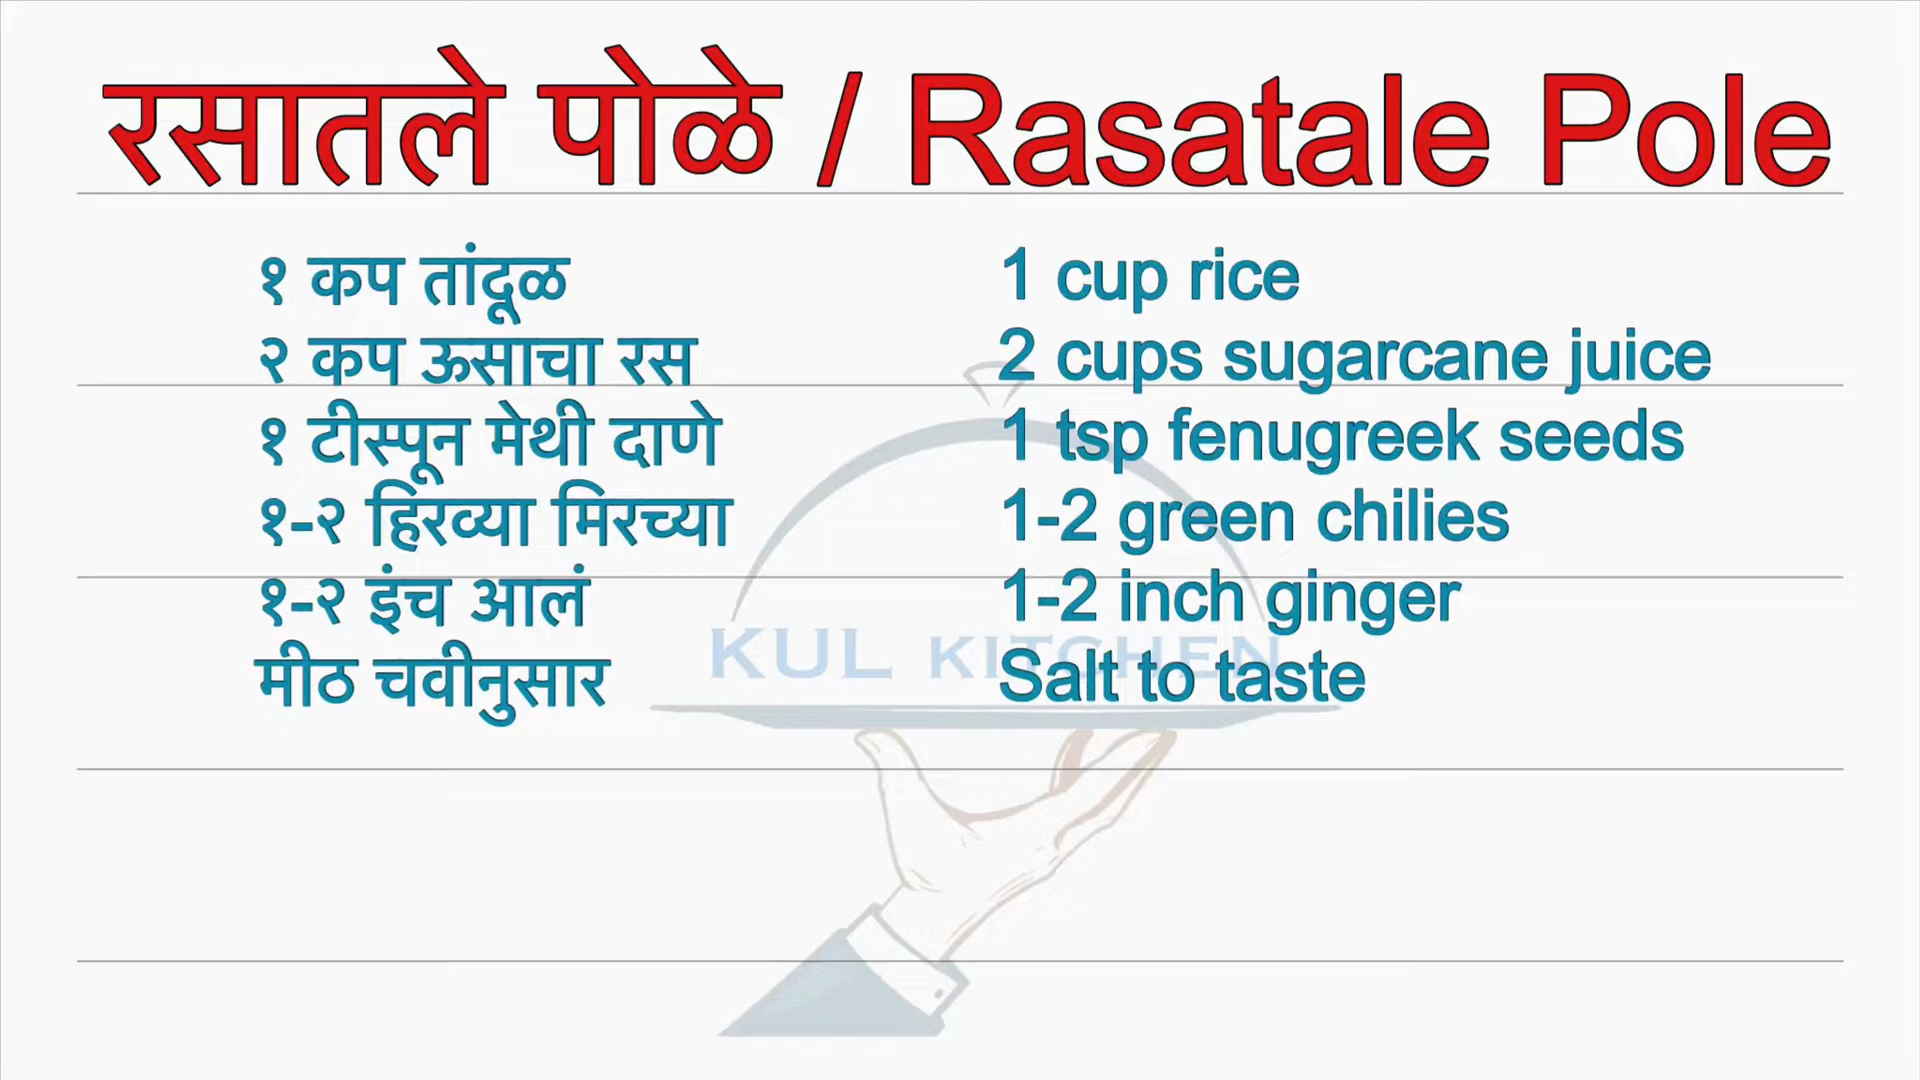 रसातले पोळे / Rasatale Pole
१ कप तांदूळ
२ कप ऊसाचा रस
१ टीस्पून मेथी दाणे
१-२ हिरव्या मिरच्या
१-२ इंच आलं
मीठ चवीनुसार
1 cup rice
2 cups sugarcane juice
1 tsp fenugreek seeds
1-2 green chilies
1-2 inch ginger
Salt to taste
KUL KITCHEN